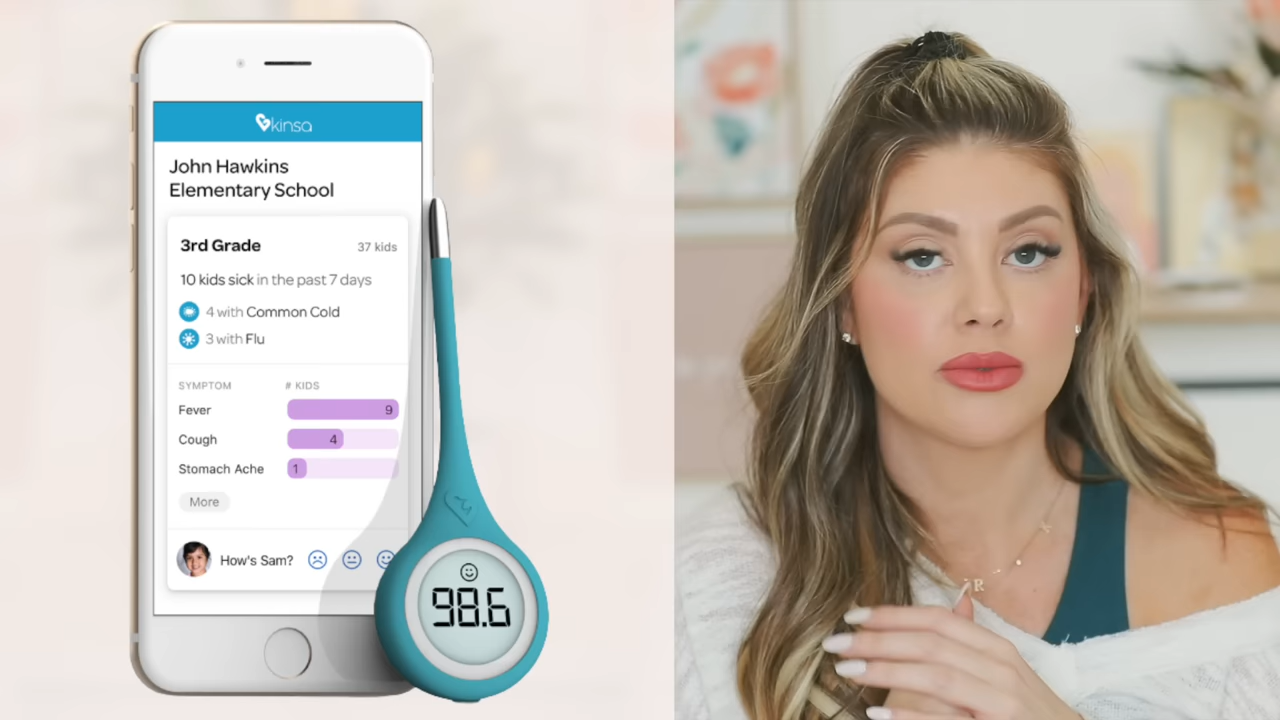 kinsa
John Hawkins
Elementary School
3rd Grade 37 kids
10 kids sick in the past 7 days
4 with Common Cold
3 with Flu
SYMPTOM # KIDS
Fever 9
Cough 4
Stomach Ache 1
More
How's Sam?
98.6
R